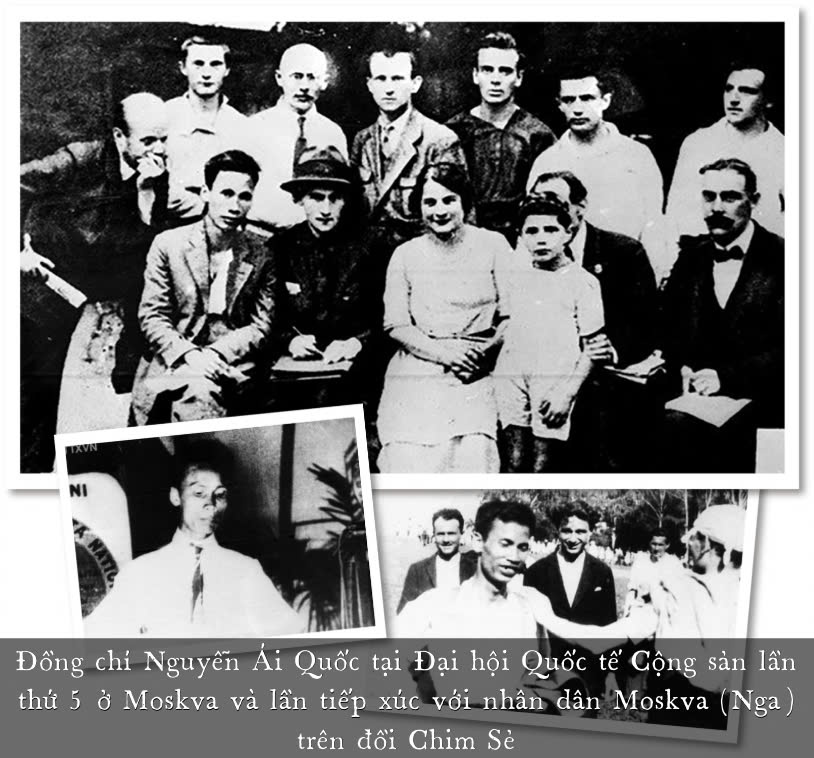 TTXVN
NI
A NATIO
Đồng chí Nguyễn Ái Quốc tại Đại hội Quốc tế Cộng sản lần
thứ 5 ở Moskva và lần tiếp xúc với nhân dân Moskva (Nga)
trên đồi Chim Sẻ